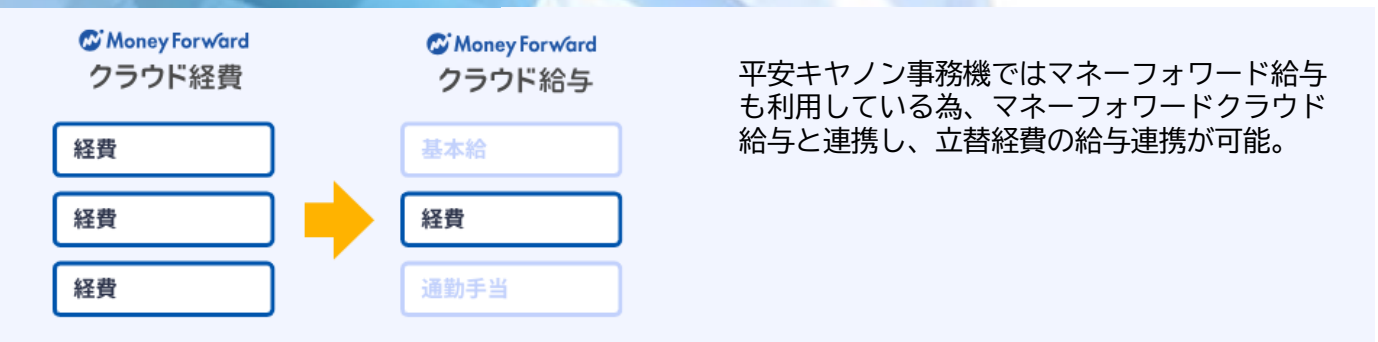 Money Forward
クラウド経費
経費
経費
経費
Money Forward
クラウド給与
基本給
経費
通勤手当
平安キヤノン事務機ではマネーフォワード給与
も利用している為、マネーフォワードクラウド
給与と連携し、立替経費の給与連携が可能。